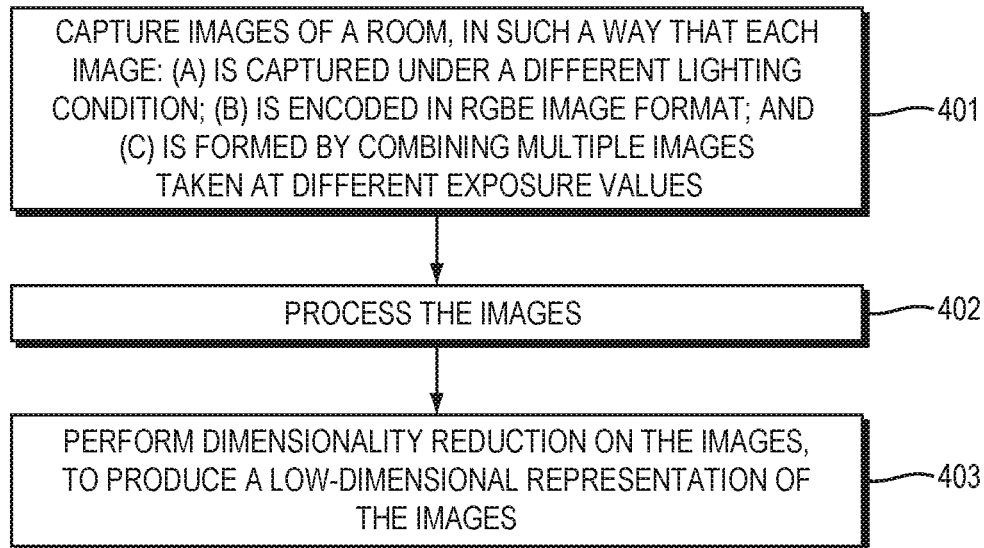 CAPTURE IMAGES OF A ROOM, IN SUCH A WAY THAT EACH
IMAGE: (A) IS CAPTURED UNDER A DIFFERENT LIGHTING
CONDITION; (B) IS ENCODED IN RGBE IMAGE FORMAT; AND
(C) IS FORMED BY COMBINING MULTIPLE IMAGES
TAKEN AT DIFFERENT EXPOSURE VALUES
401
PROCESS THE IMAGES
402
PERFORM DIMENSIONALITY REDUCTION ON THE IMAGES,
TO PRODUCE A LOW-DIMENSIONAL REPRESENTATION OF
THE IMAGES
403